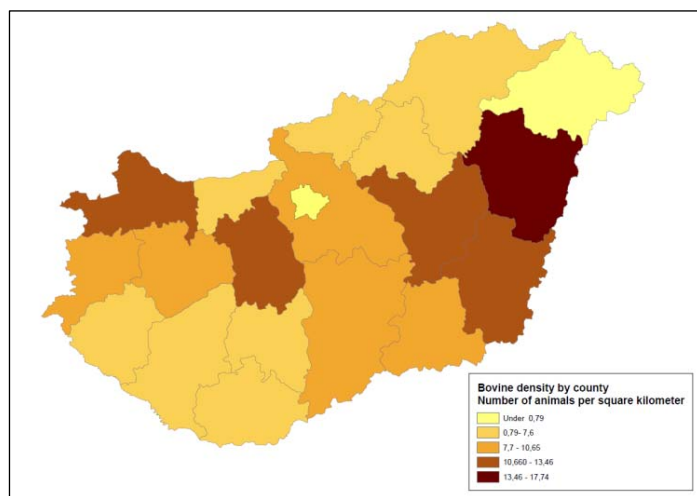 Bovine density by county
Number of animals per square kilometer
Under 0,79
0,79- 7,6
7,7 - 10,65
10,660 - 13,46
13,46 - 17,74